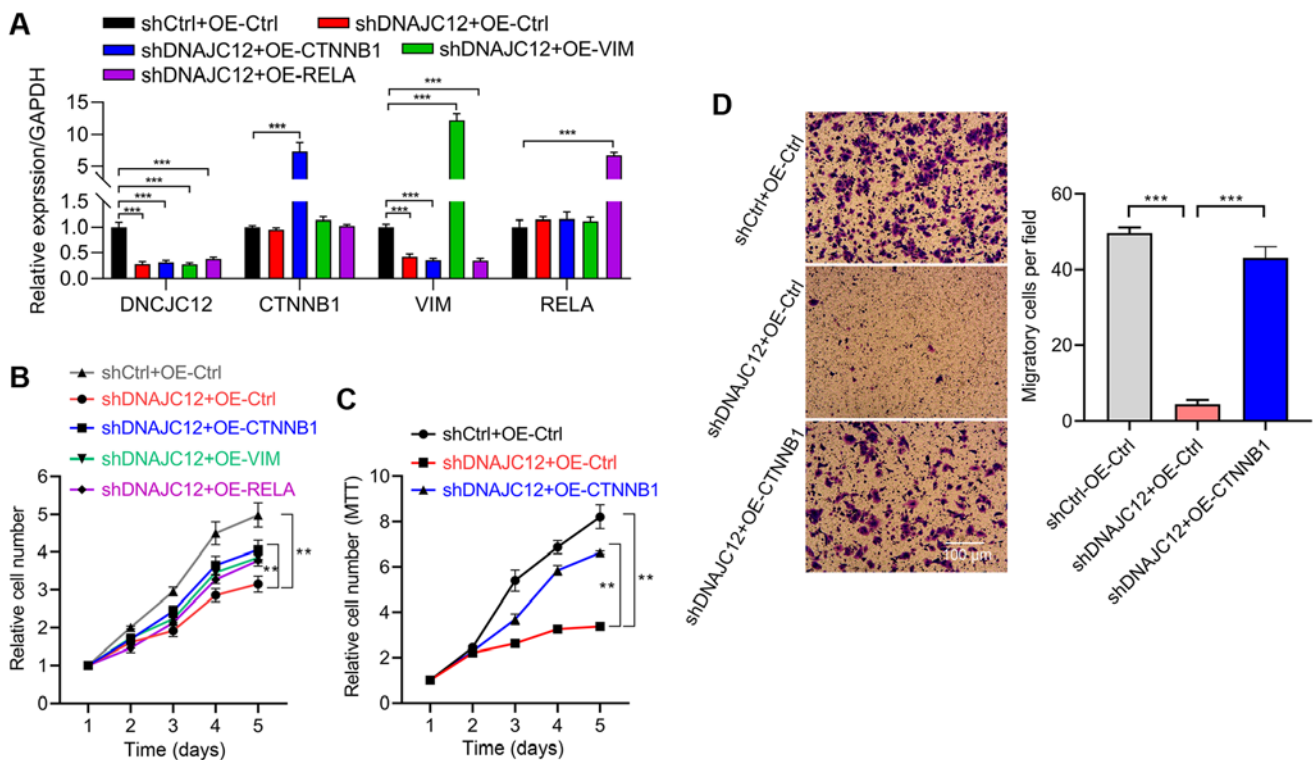 A
shCtrl+OE-Ctrl
shDNAJC12+OE-Ctrl
shDNAJC12+OE-CTNNB1
shDNAJC12+OE-VIM
shDNAJC12+OE-RELA
Relative exprssion/GAPDH
15
10
5
1.5
1.0
0.5
0.0
***
***
***
***
***
***
***
***
***
***
DNCJC12
CTNNB1
VIM
RELA
B
shCtrl+OE-Ctrl
shDNAJC12+OE-Ctrl
shDNAJC12+OE-CTNNB1
shDNAJC12+OE-VIM
shDNAJC12+OE-RELA
Relative cell number
5
4
3
2
1
0
**
**
1 2 3 4 5
Time (days)
C
shCtrl+OE-Ctrl
shDNAJC12+OE-Ctrl
shDNAJC12+OE-CTNNB1
Relative cell number (MTT)
10
8
6
4
2
0
**
**
1 2 3 4 5
Time (days)
D
shCtrl+OE-Ctrl
shDNAJC12+OE-Ctrl
shDNAJC12+OE-CTNNB1
100 μm
Migratory cells per field
60
40
20
0
*** ***
shCtrl-OE-Ctrl
shDNAJC12+OE-Ctrl
shDNAJC12+OE-CTNNB1